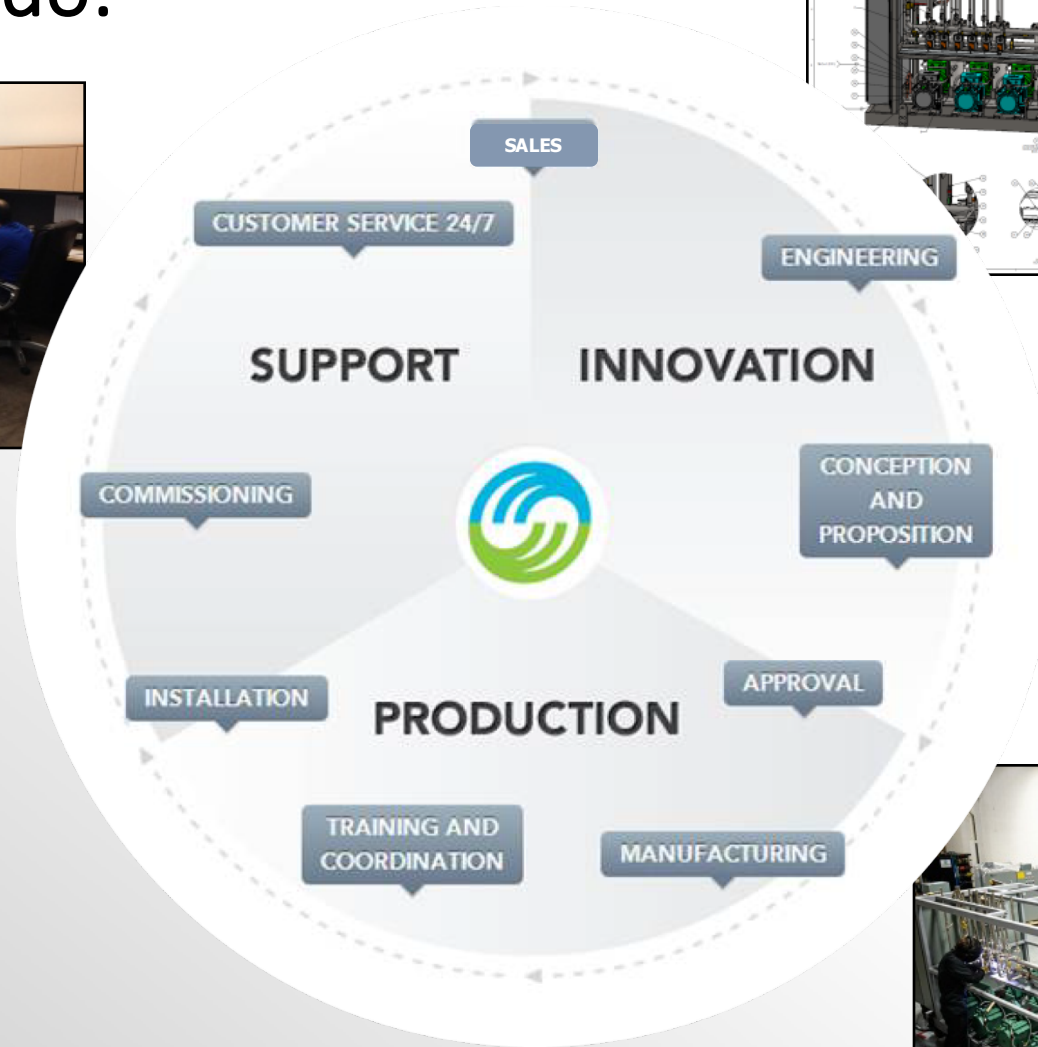 do?
SALES
CUSTOMER SERVICE 24/7
ENGINEERING
SUPPORT
INNOVATION
COMMISSIONING
CONCEPTION
AND
PROPOSITION
INSTALLATION
PRODUCTION
APPROVAL
TRAINING AND
COORDINATION
MANUFACTURING